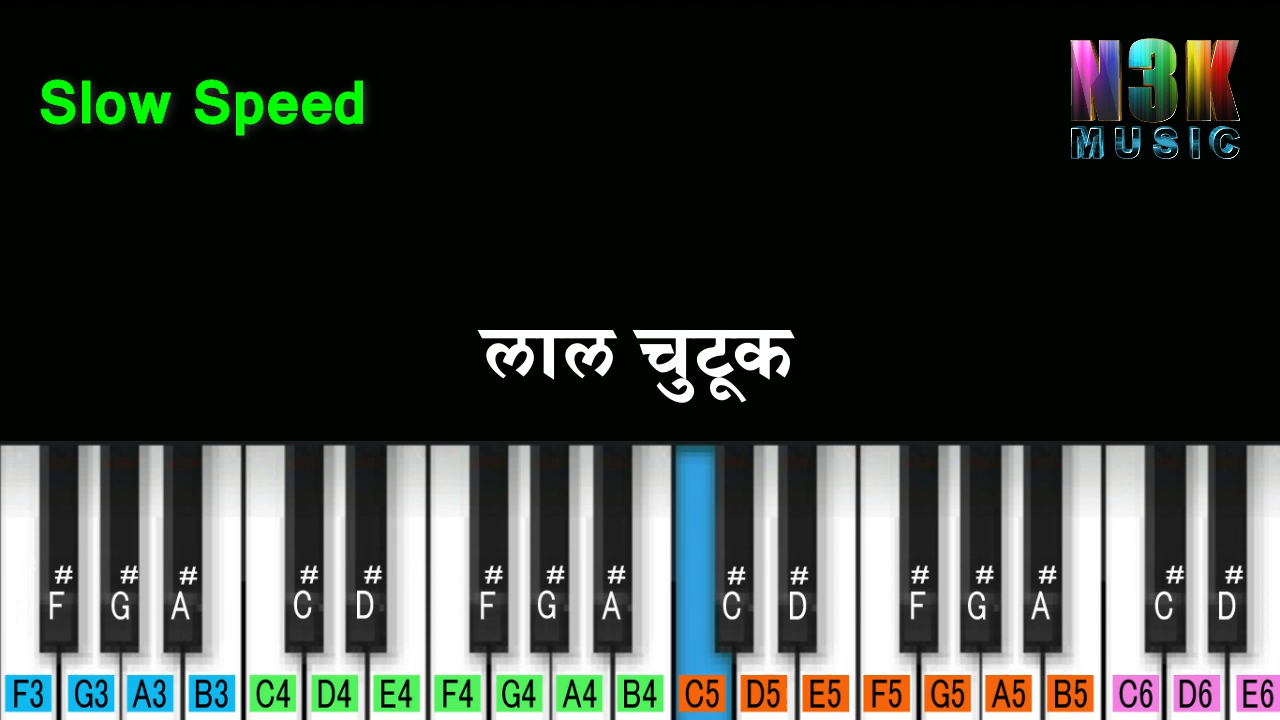 Slow Speed
N3K
MUSIC
लाल चुटूक
# # # # # # # # # # # # # #
F G A C D F G A C D F G A C D
F3 G3 A3 B3 C4 D4 E4 F4 G4 A4 B4 C5 D5 E5 F5 G5 A5 B5 C6 D6 E6